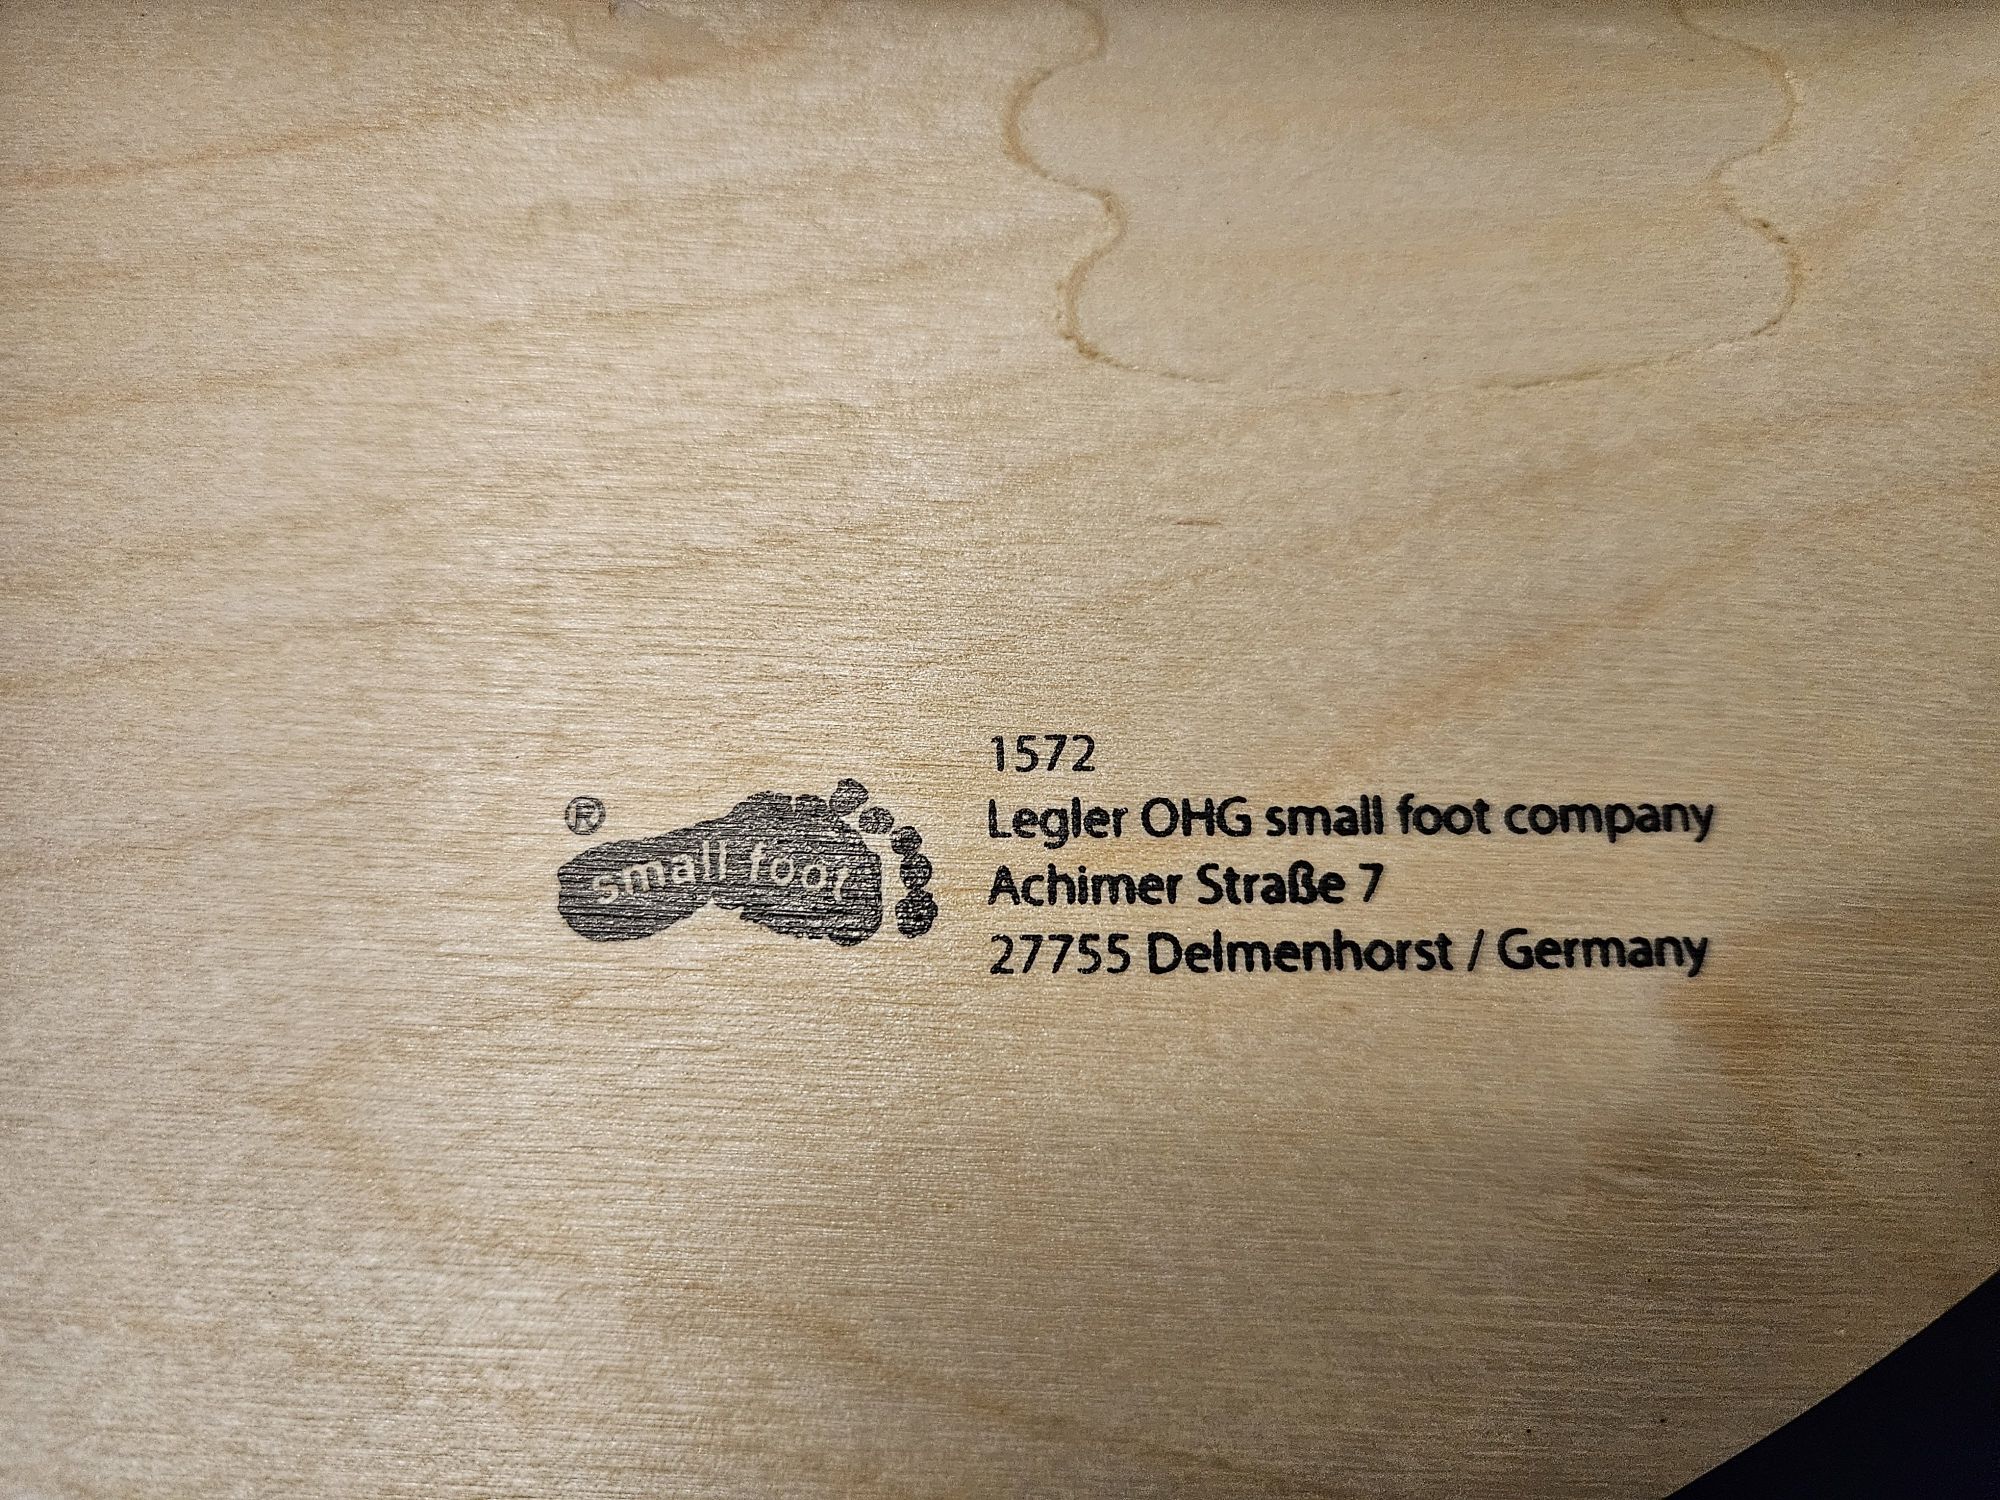 ®
small foot
1572
Legler OHG small foot company
Achimer Straße 7
27755 Delmenhorst / Germany